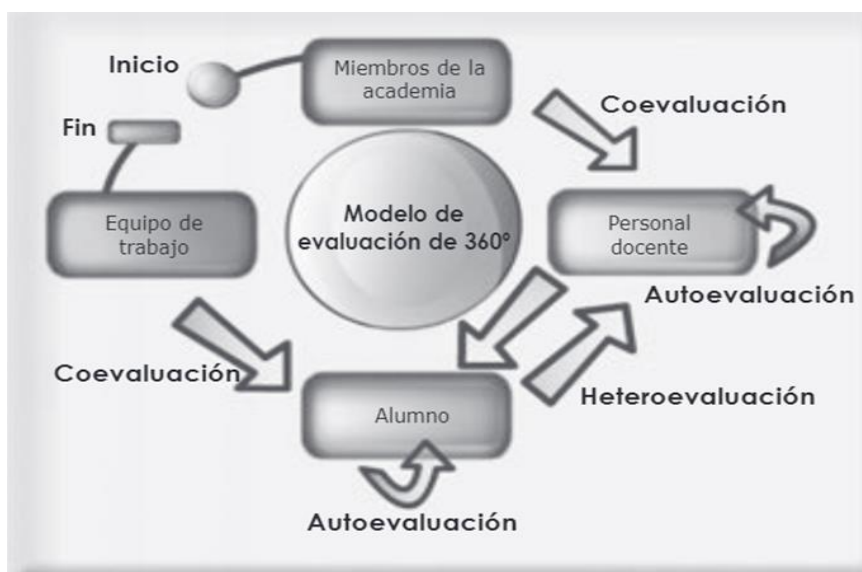 Inicio
Miembros de la
academia
Coevaluación
Fin
Equipo de
trabajo
Modelo de
evaluación de 360º
Personal
docente
Autoevaluación
Coevaluación
Alumno
Heteroevaluación
Autoevaluación